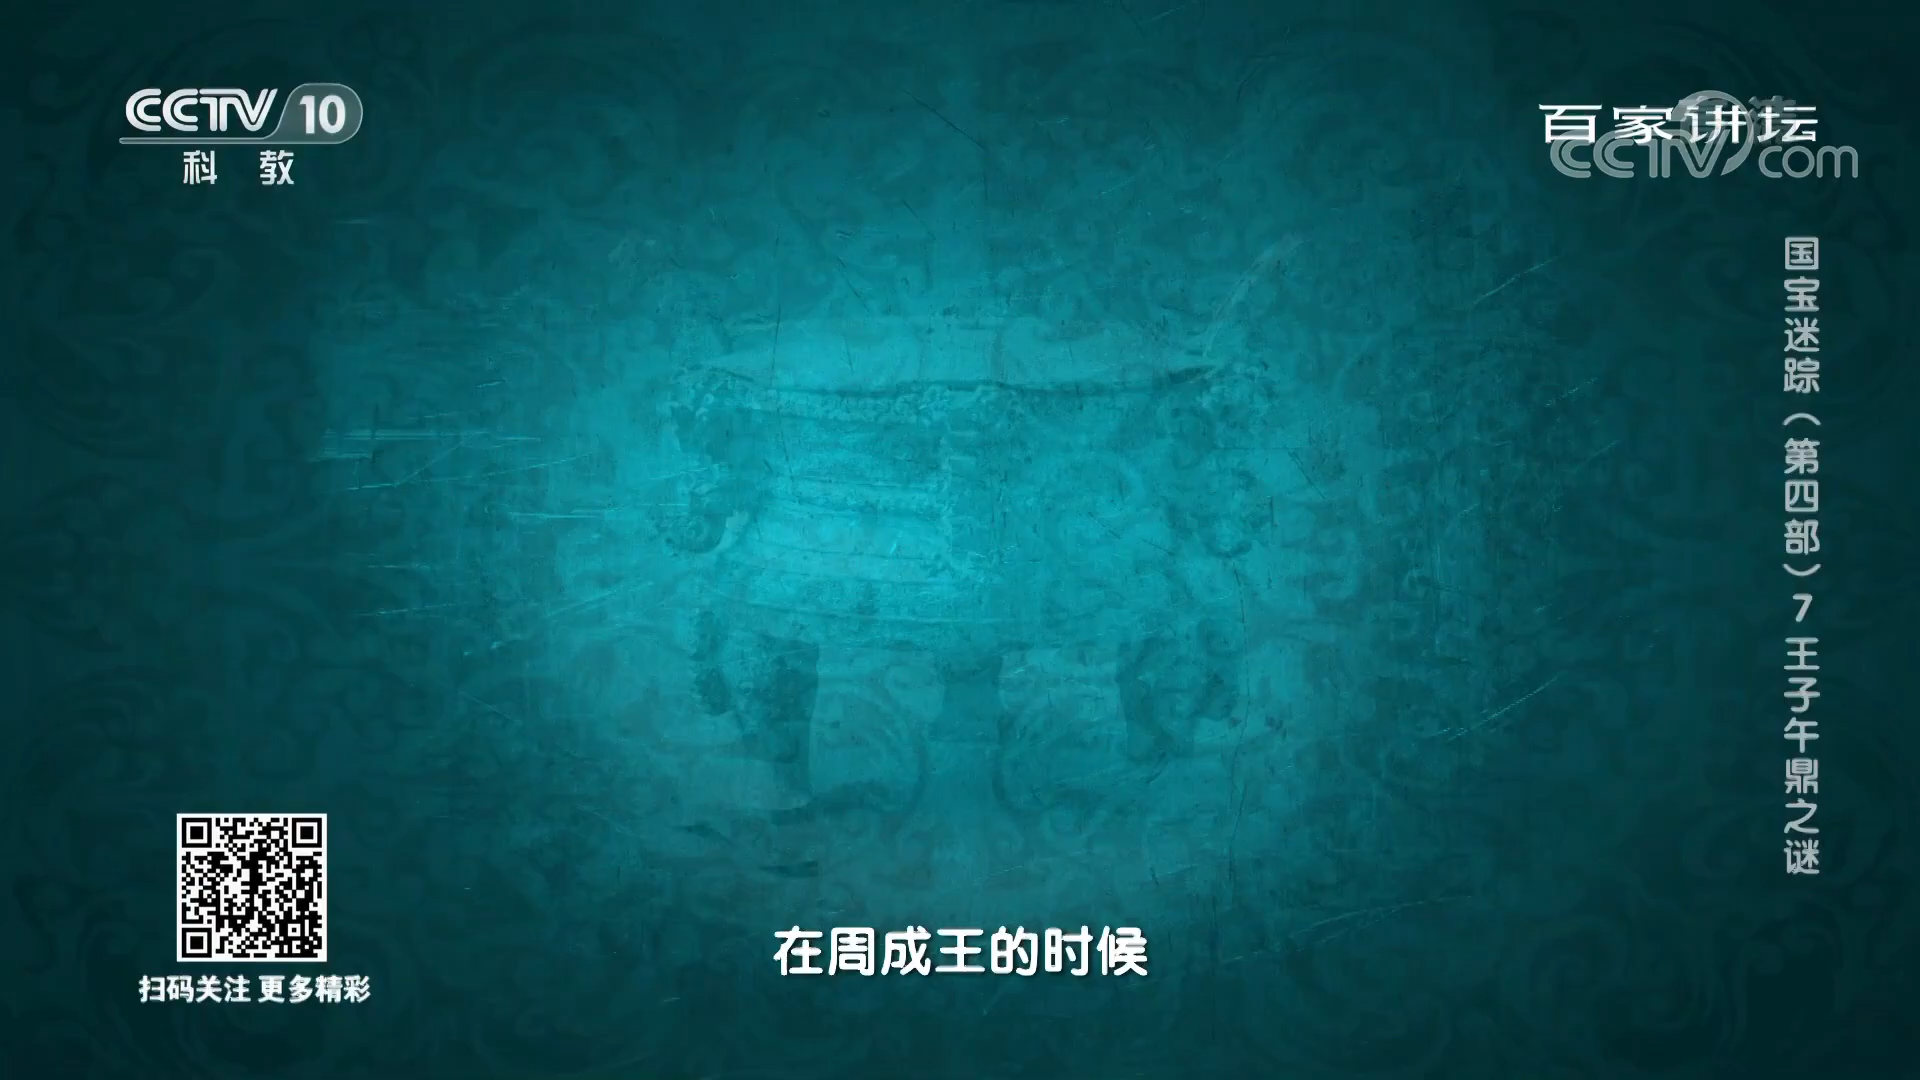 CCTV 10
科 教
百家讲坛
CCTV com
国宝迷踪（第四部）7 王子午鼎之谜
在周成王的时候
扫码关注 更多精彩